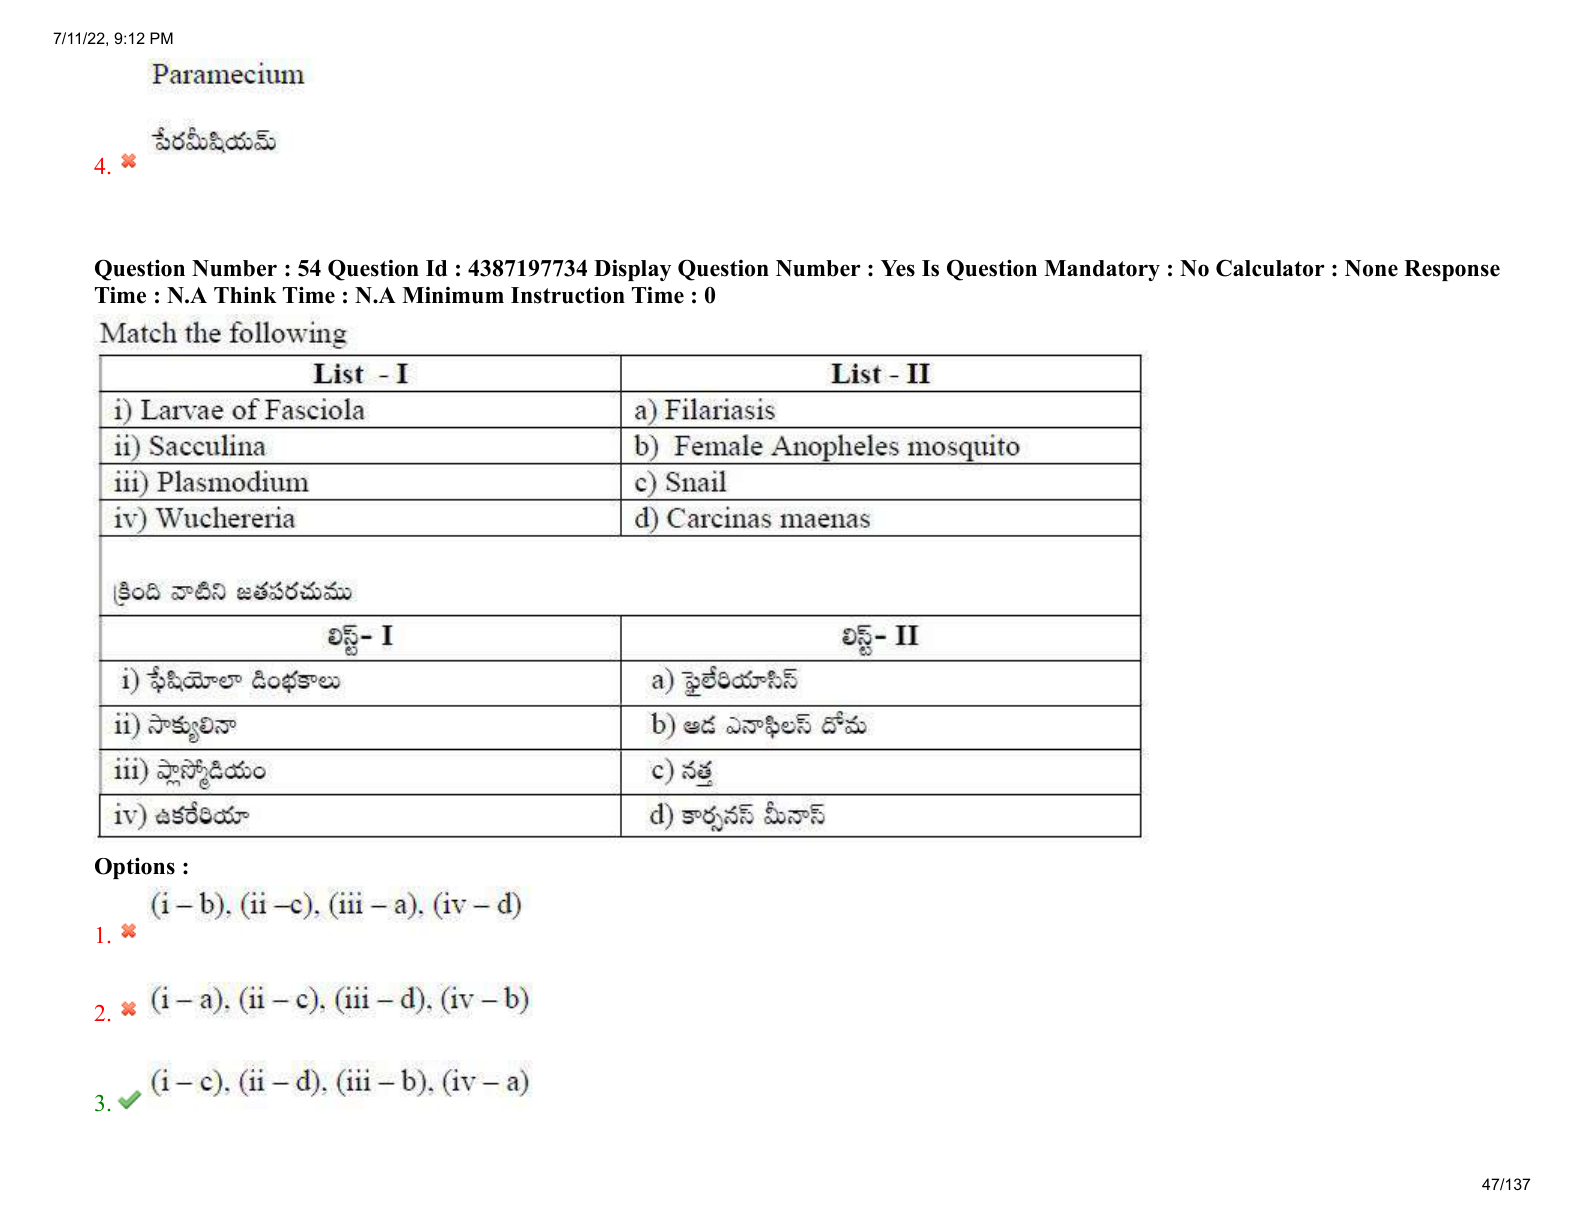 7/11/22, 9:12 PM
Paramecium
పేరమీషియమ్
4.
Question Number : 54 Question Id : 4387197734 Display Question Number : Yes Is Question Mandatory : No Calculator : None Response
Time : N.A Think Time : N.A Minimum Instruction Time : 0
Match the following
List - I List - II
i) Larvae of Fasciola a) Filariasis
ii) Sacculina b) Female Anopheles mosquito
iii) Plasmodium c) Snail
iv) Wuchereria d) Carcinas maenas
క్రింది వాటిని జతపరచుము
లిస్ట్- I లిస్ట్- II
i) ఫేషియోలా డింభకాలు a) ఫైలేరియాసిస్
ii) సాక్యులినా b) ఆడ ఎనాఫిలస్ దోమ
iii) ప్లాస్మోడియం c) నత్త
iv) ఉకరేరియా d) కార్సనస్ మీనాస్
Options :
(i – b), (ii –c), (iii – a), (iv – d)
1.
(i – a), (ii – c), (iii – d), (iv – b)
2.
(i – c), (ii – d), (iii – b), (iv – a)
3.
47/137